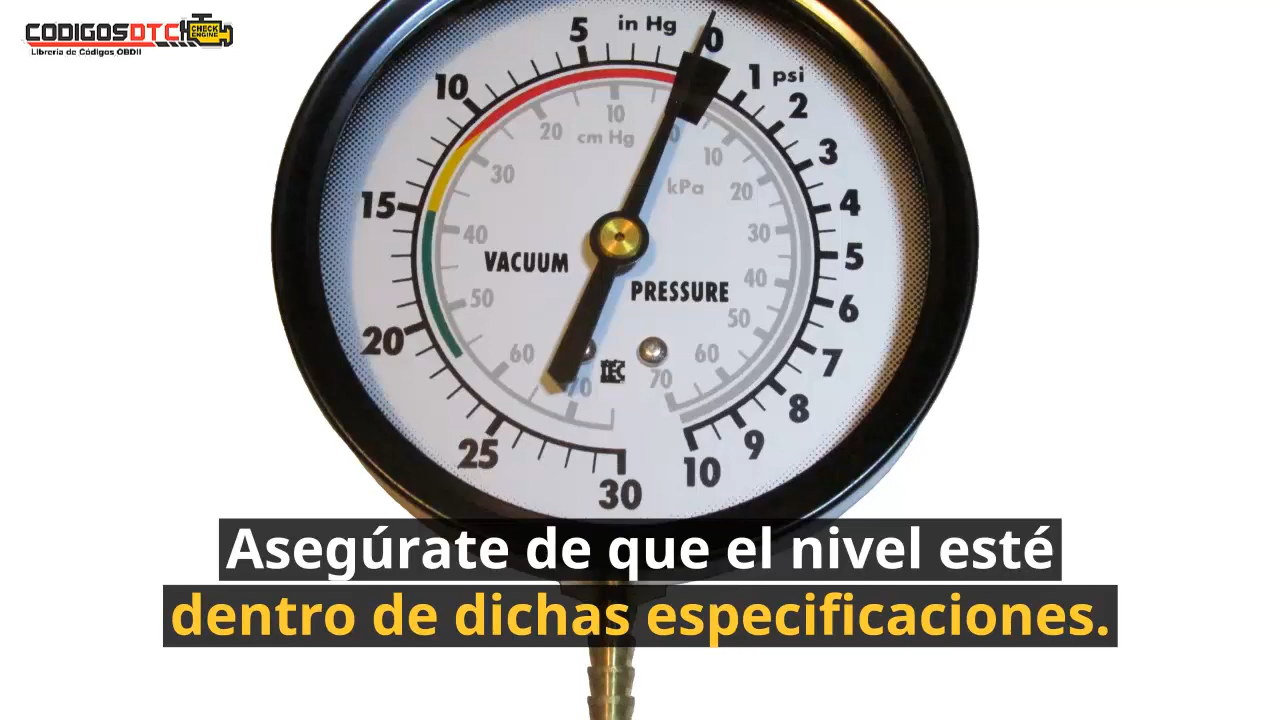 CODIGOSDTC
CHECK
ENGINE
Librería de Códigos OBDII
5 in Hg 0
1 psi
10
2
3
15
4
5
6
20
7
8
25
9
10
30
10
20
cm Hg
0
30
10
kPa
20
40
30
VACUUM
40
PRESSURE
50
50
60
60
70
70
IEC
Asegúrate de que el nivel esté
dentro de dichas especificaciones.